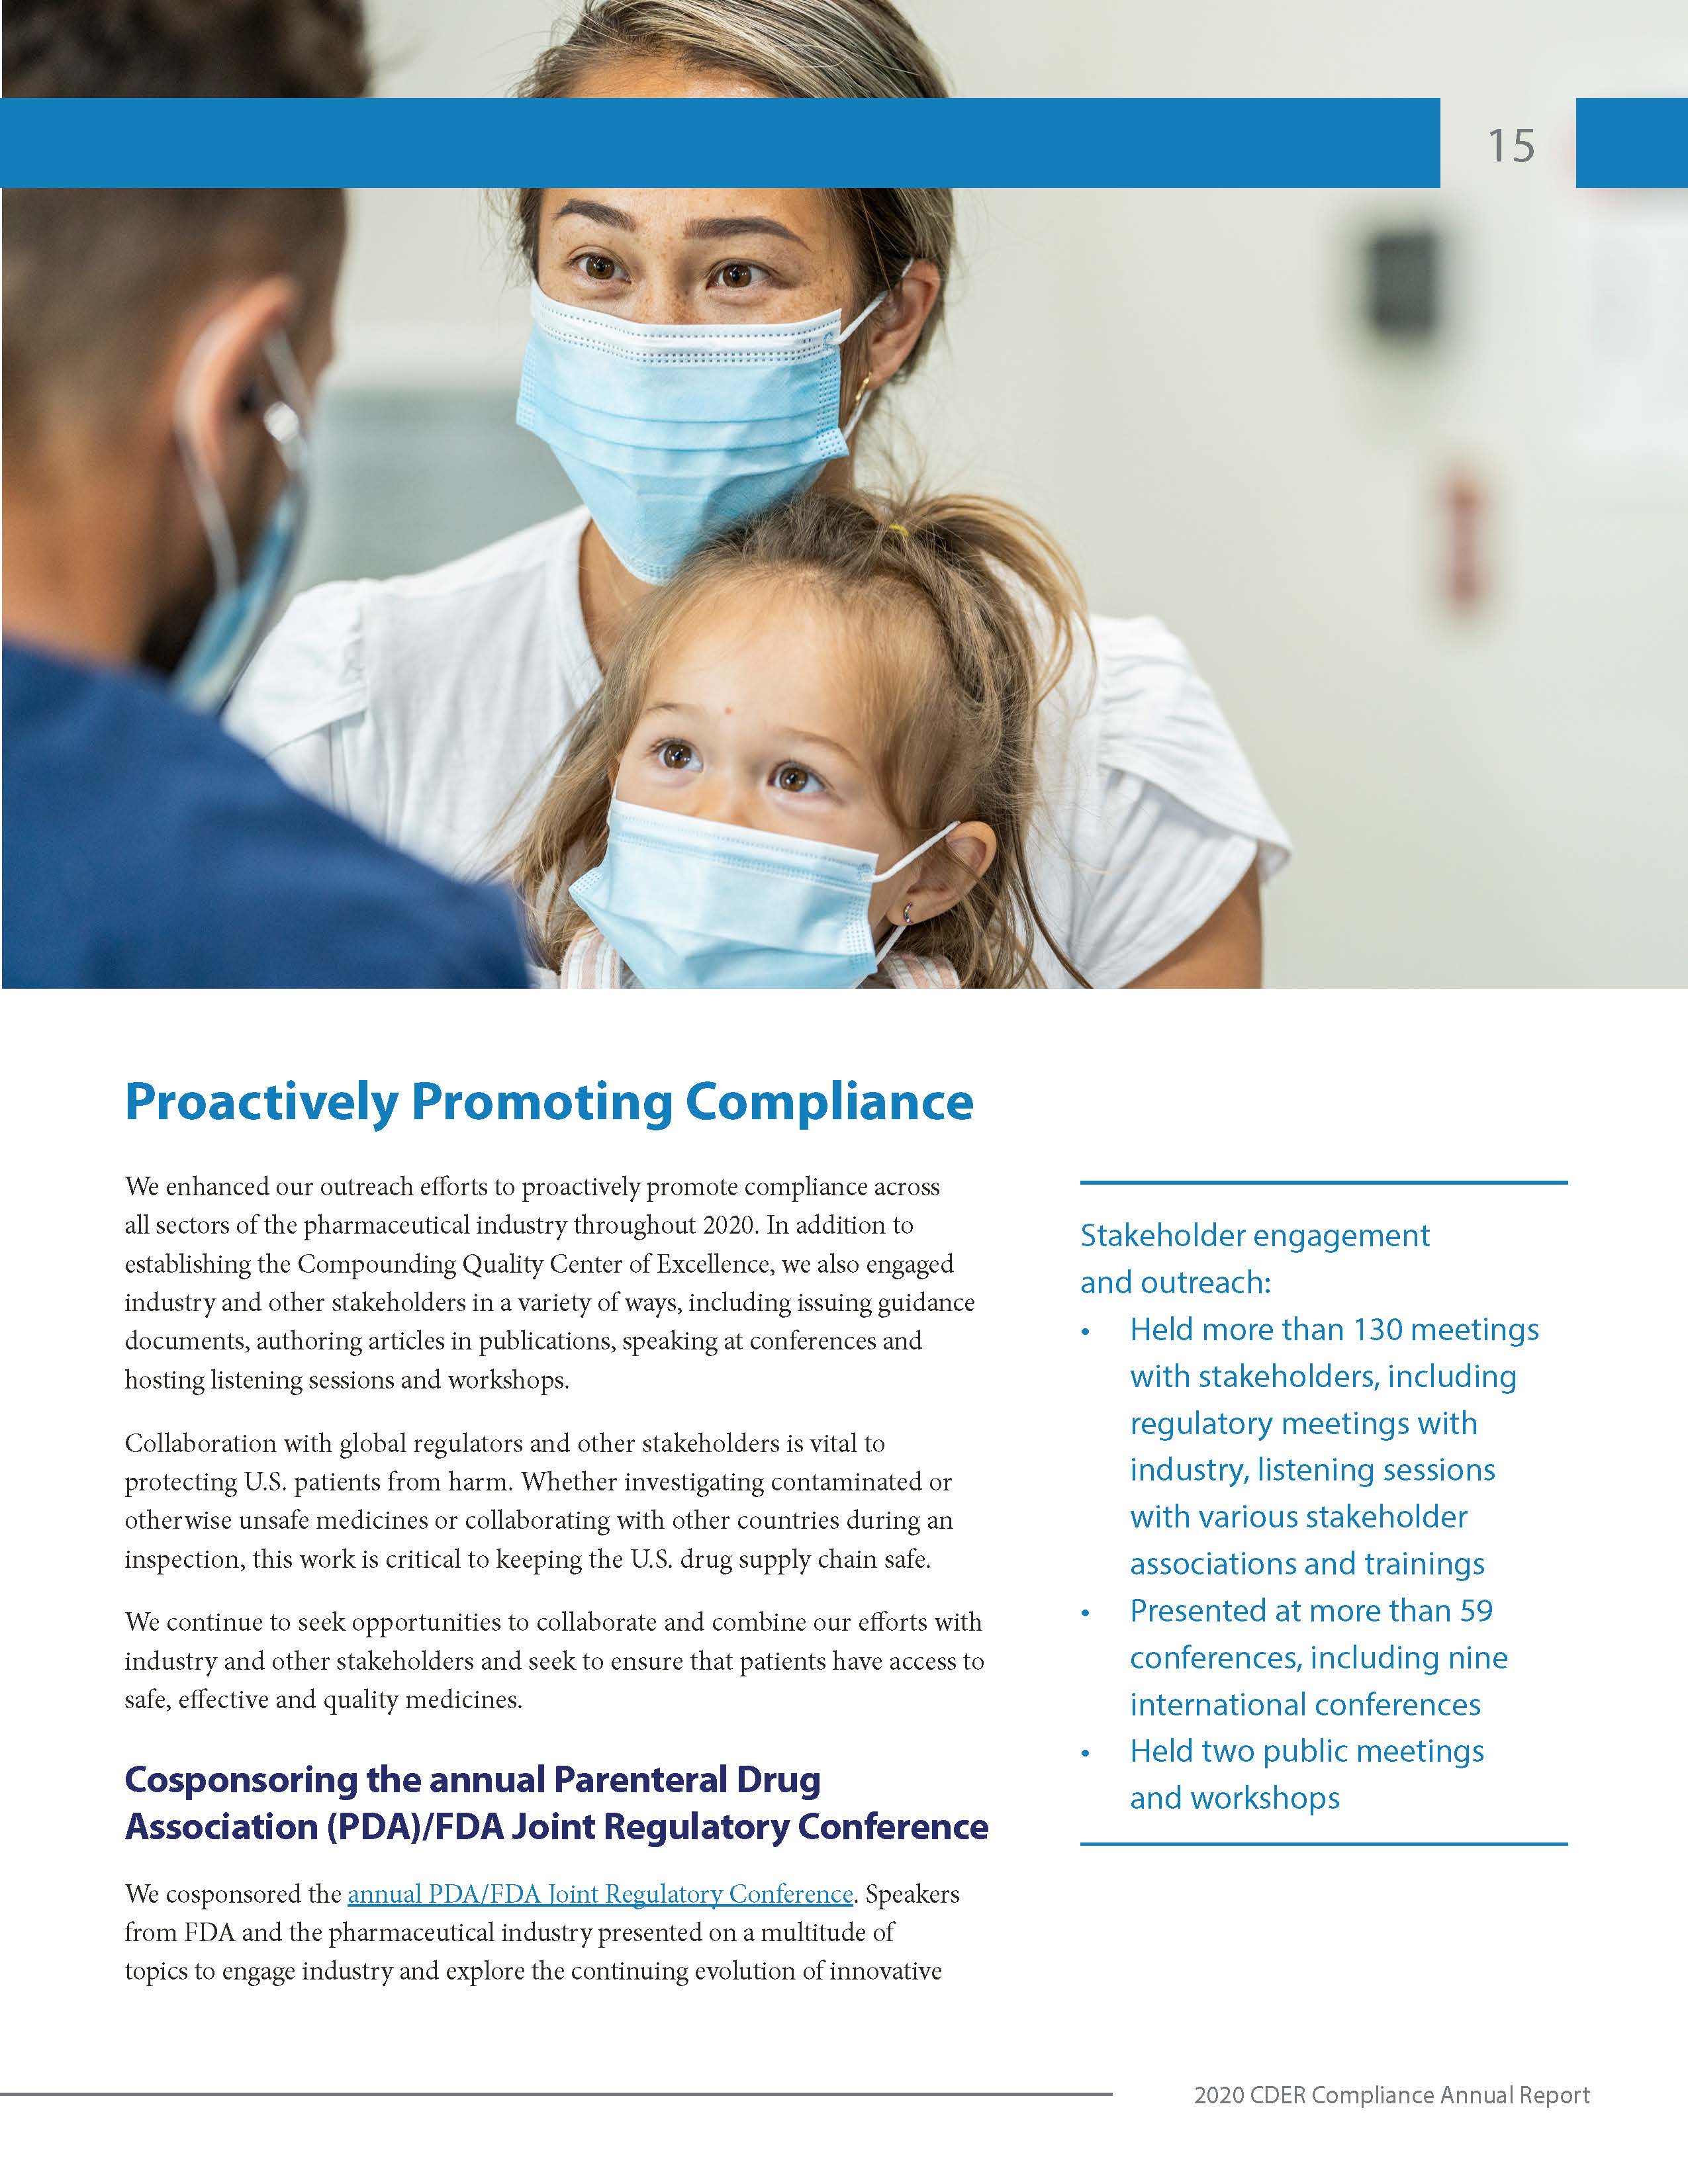 15
Proactively Promoting Compliance
We enhanced our outreach efforts to proactively promote compliance across
all sectors of the pharmaceutical industry throughout 2020. In addition to
establishing the Compounding Quality Center of Excellence, we also engaged
industry and other stakeholders in a variety of ways, including issuing guidance
documents, authoring articles in publications, speaking at conferences and
hosting listening sessions and workshops.
Collaboration with global regulators and other stakeholders is vital to
protecting U.S. patients from harm. Whether investigating contaminated or
otherwise unsafe medicines or collaborating with other countries during an
inspection, this work is critical to keeping the U.S. drug supply chain safe.
We continue to seek opportunities to collaborate and combine our efforts with
industry and other stakeholders and seek to ensure that patients have access to
safe, effective and quality medicines.
Cosponsoring the annual Parenteral Drug
Association (PDA)/FDA Joint Regulatory Conference
We cosponsored the annual PDA/FDA Joint Regulatory Conference. Speakers
from FDA and the pharmaceutical industry presented on a multitude of
topics to engage industry and explore the continuing evolution of innovative
Stakeholder engagement
and outreach:
• Held more than 130 meetings
with stakeholders, including
regulatory meetings with
industry, listening sessions
with various stakeholder
associations and trainings
• Presented at more than 59
conferences, including nine
international conferences
• Held two public meetings
and workshops
2020 CDER Compliance Annual Report